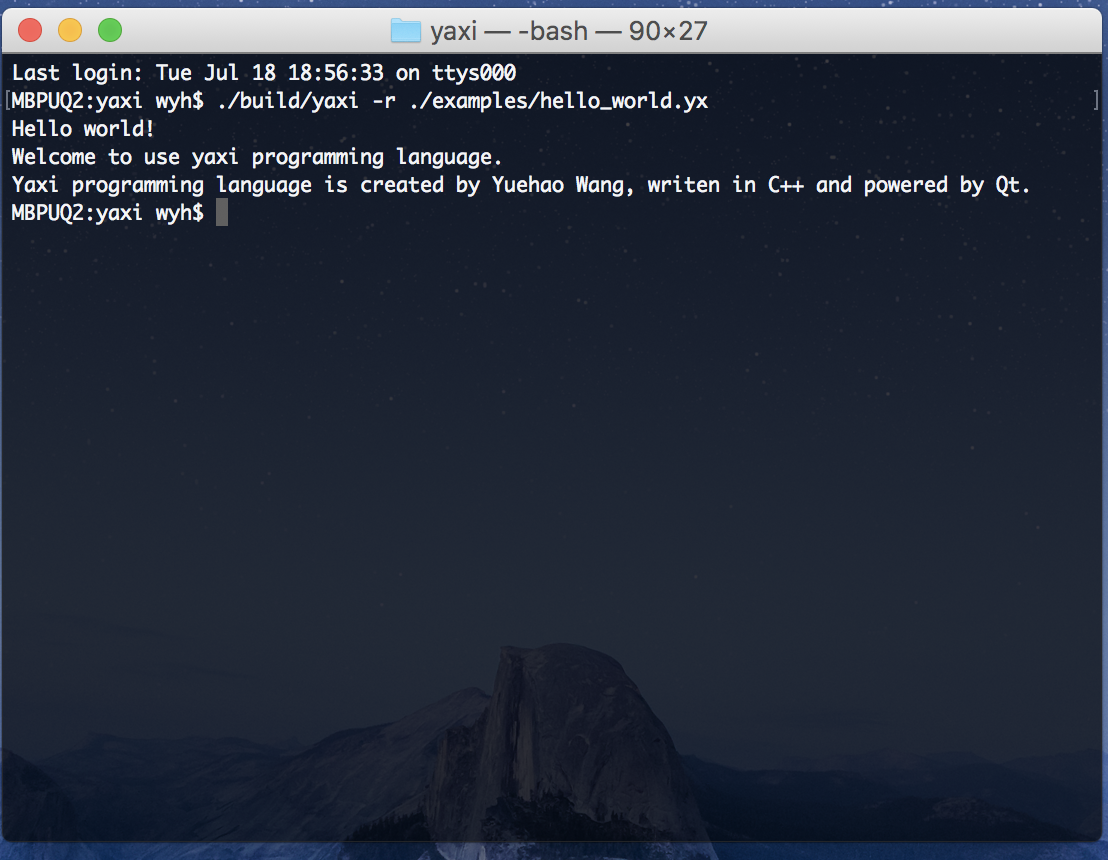 yaxi — -bash — 90×27
Last login: Tue Jul 18 18:56:33 on ttys000
[MBPUQ2:yaxi wyh$ ./build/yaxi -r ./examples/hello_world.yx ]
Hello world!
Welcome to use yaxi programming language.
Yaxi programming language is created by Yuehao Wang, writen in C++ and powered by Qt.
MBPUQ2:yaxi wyh$